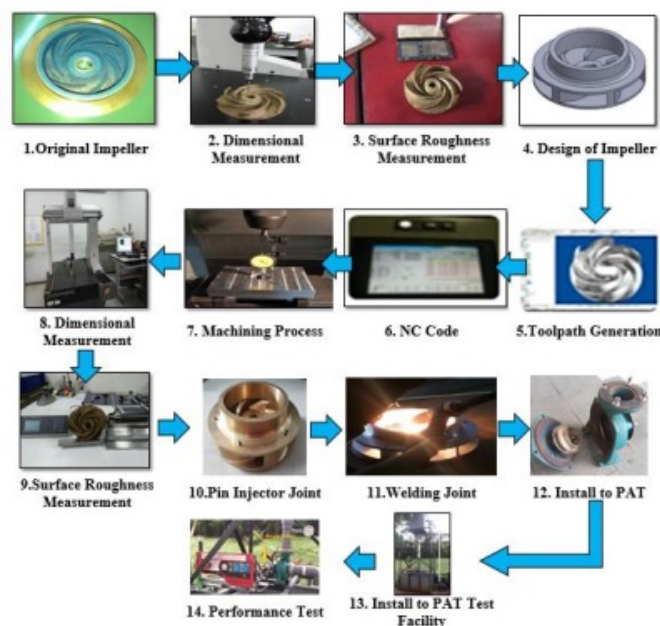 1.Original Impeller
2. Dimensional
Measurement
3. Surface Roughness
Measurement
4. Design of Impeller
5.Toolpath Generation
6. NC Code
7. Machining Process
8. Dimensional
Measurement
9.Surface Roughness
Measurement
10.Pin Injector Joint
11.Welding Joint
12. Install to PAT
13. Install to PAT Test
Facility
14. Performance Test